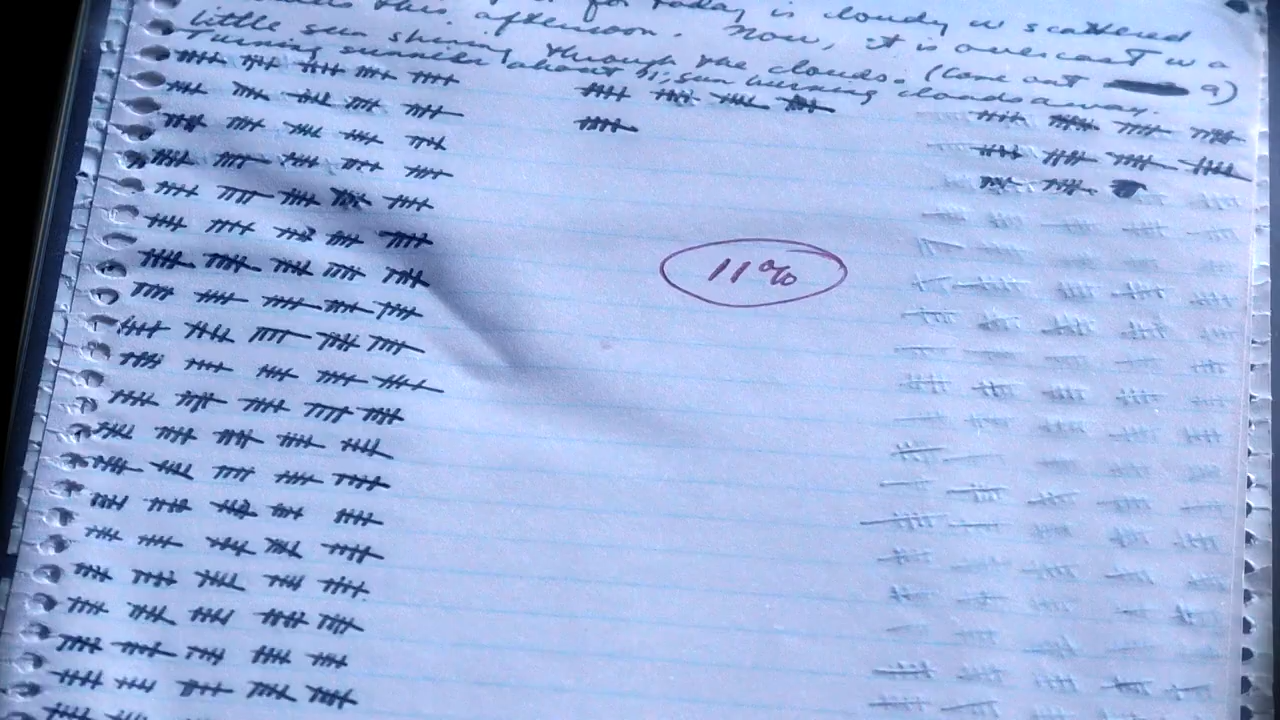 for today is cloudy w scattered
this afternoon. Now, it is overcast w a
little sun shining through the clouds. (Came out 9)
Turning sunnier about 11, sun burning clouds away.
11%